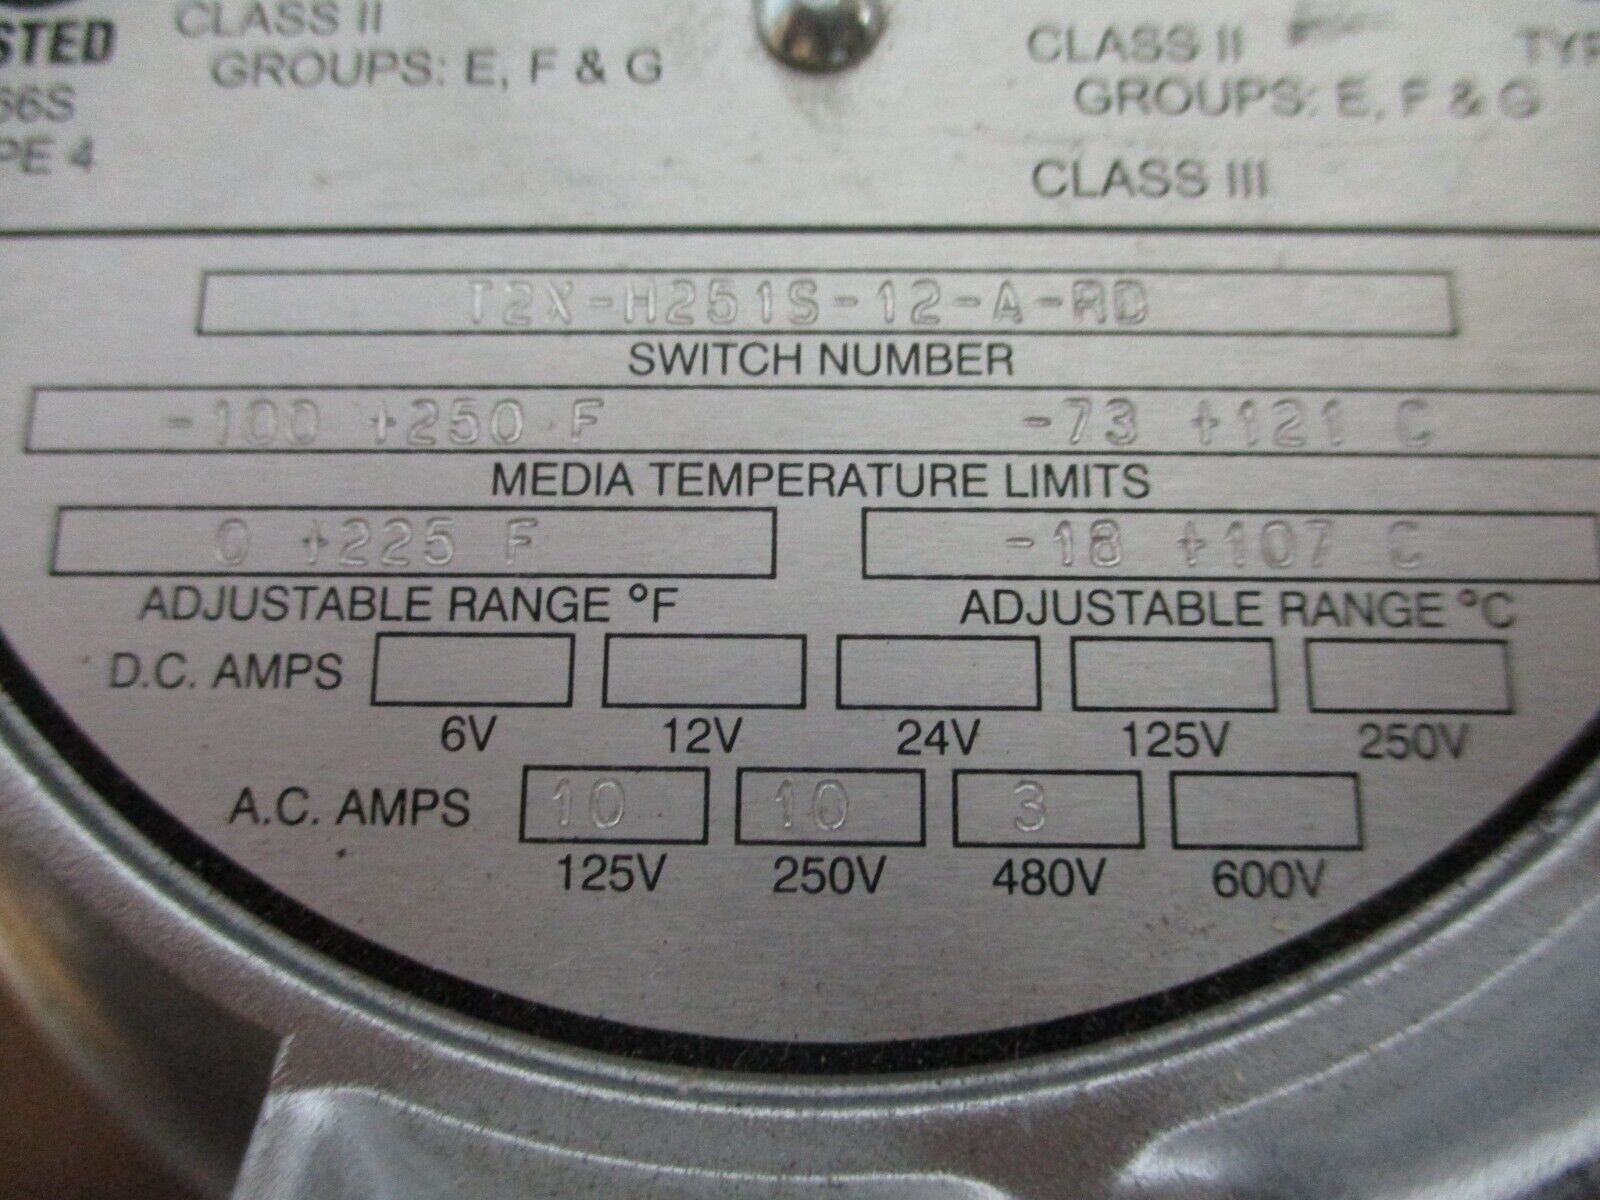 CLASS II
GROUPS: E, F & G
STED
66S
PE 4
CLASS II
GROUPS: E, F & G
CLASS III
TYP
T2X-H251S-12-A-RD
SWITCH NUMBER
-100 +250 F -73 +121 C
MEDIA TEMPERATURE LIMITS
0 +225 F -18 +107 C
ADJUSTABLE RANGE °F ADJUSTABLE RANGE °C
D.C. AMPS
6V 12V 24V 125V 250V
A.C. AMPS 10 10 3
125V 250V 480V 600V